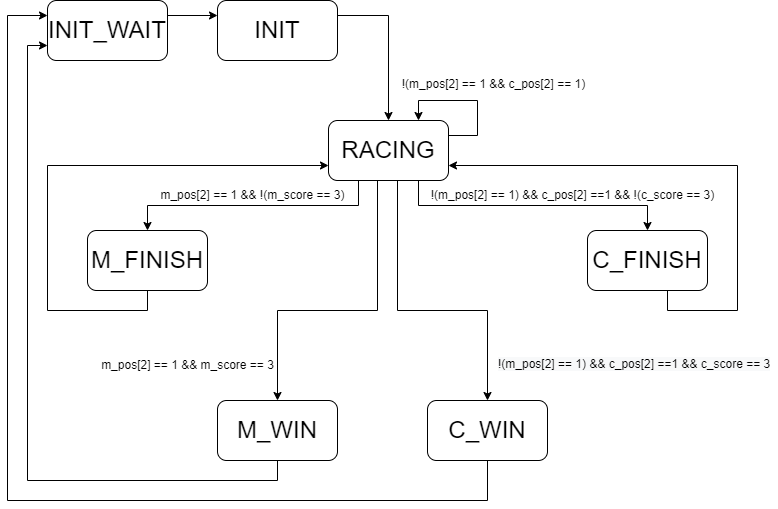 INIT_WAIT
INIT
!(m_pos[2] == 1 && c_pos[2] == 1)
RACING
m_pos[2] == 1 && !(m_score == 3)
!(m_pos[2] == 1) && c_pos[2] ==1 && !(c_score == 3)
M_FINISH
C_FINISH
m_pos[2] == 1 && m_score == 3
!(m_pos[2] == 1) && c_pos[2] ==1 && c_score == 3
M_WIN
C_WIN